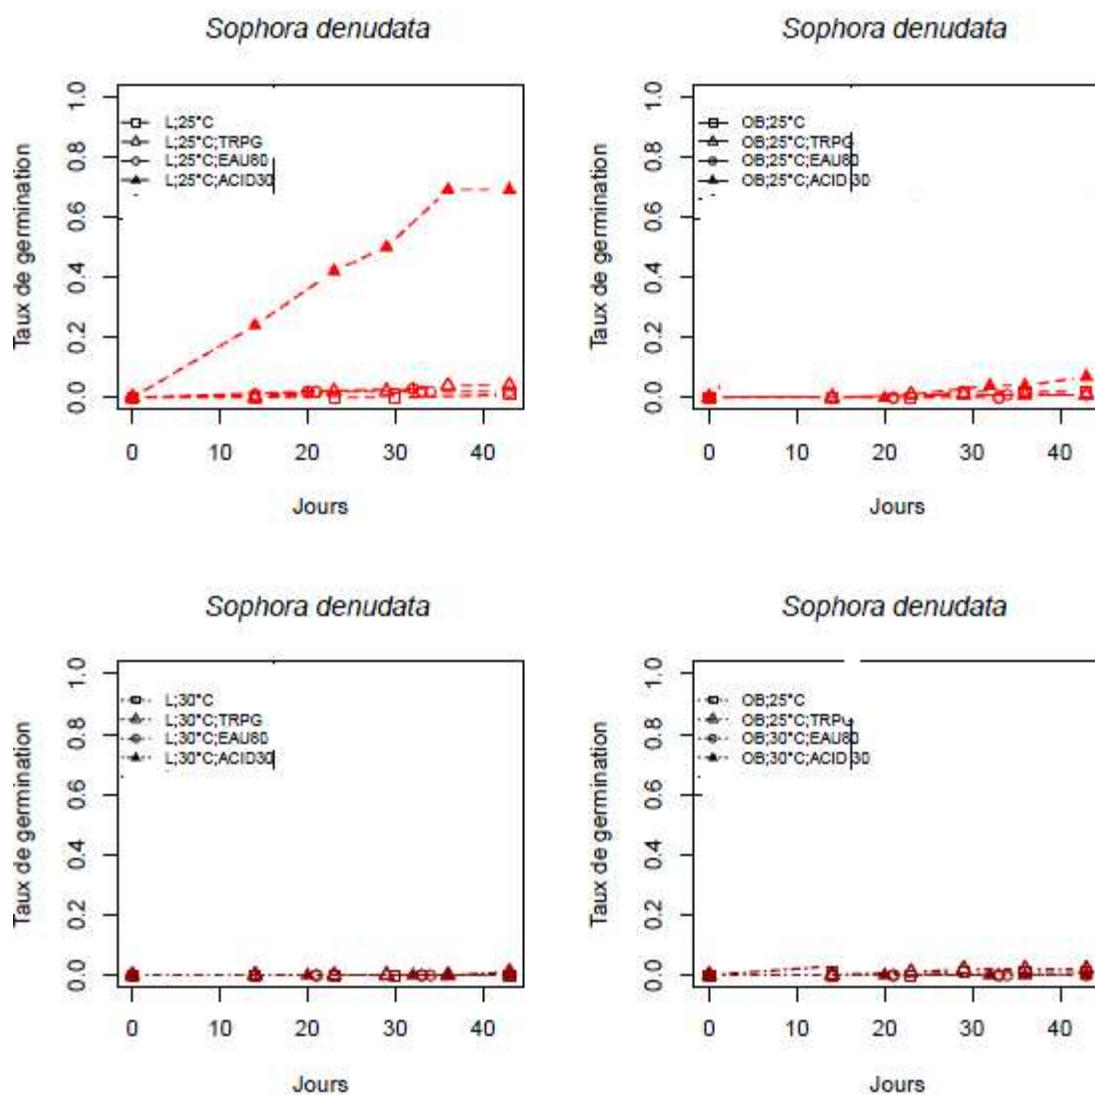 Sophora denudata
Taux de germination
1.0
0.8
0.6
0.4
0.2
0.0
L;25°C
L;25°C;TRPG
L;25°C;EAU80
L;25°C;ACID30
0 10 20 30 40
Jours
Sophora denudata
Taux de germination
1.0
0.8
0.6
0.4
0.2
0.0
OB;25°C
OB;25°C;TRPG
OB;25°C;EAU80
OB;25°C;ACID30
0 10 20 30 40
Jours
Sophora denudata
Taux de germination
1.0
0.8
0.6
0.4
0.2
0.0
L;30°C
L;30°C;TRPG
L;30°C;EAU80
L;30°C;ACID30
0 10 20 30 40
Jours
Sophora denudata
Taux de germination
1.0
0.8
0.6
0.4
0.2
0.0
OB;25°C
OB;25°C;TRPG
OB;30°C;EAU80
OB;30°C;ACID30
0 10 20 30 40
Jours